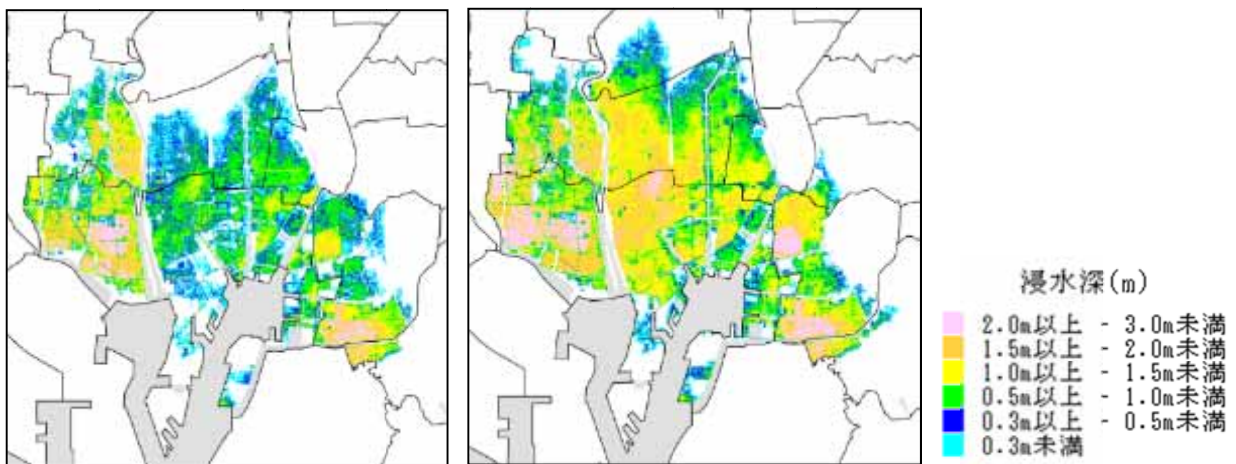 浸水深(m)
2.0m以上 - 3.0m未満
1.5m以上 - 2.0m未満
1.0m以上 - 1.5m未満
0.5m以上 - 1.0m未満
0.3m以上 - 0.5m未満
0.3m未満